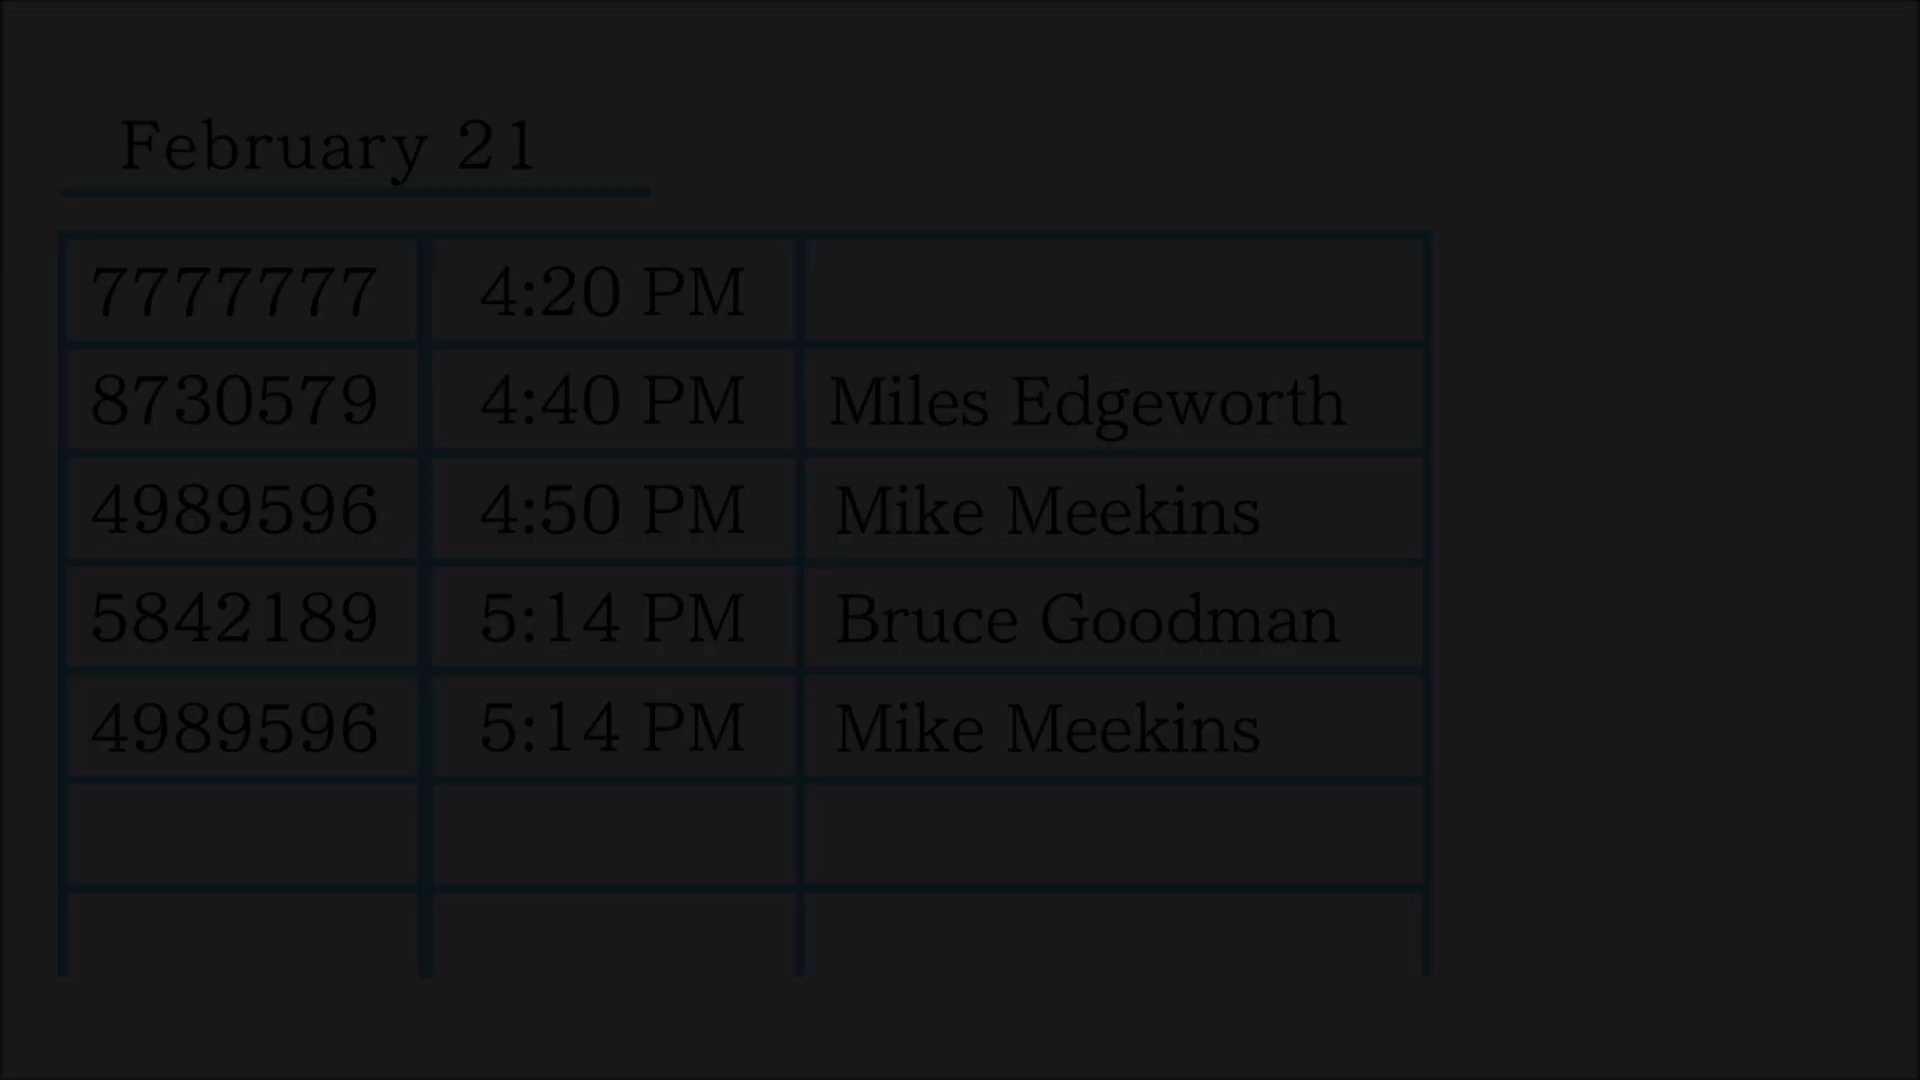 February 21
7777777 4:20 PM
8730579 4:40 PM Miles Edgeworth
4989596 4:50 PM Mike Meekins
5842189 5:14 PM Bruce Goodman
4989596 5:14 PM Mike Meekins